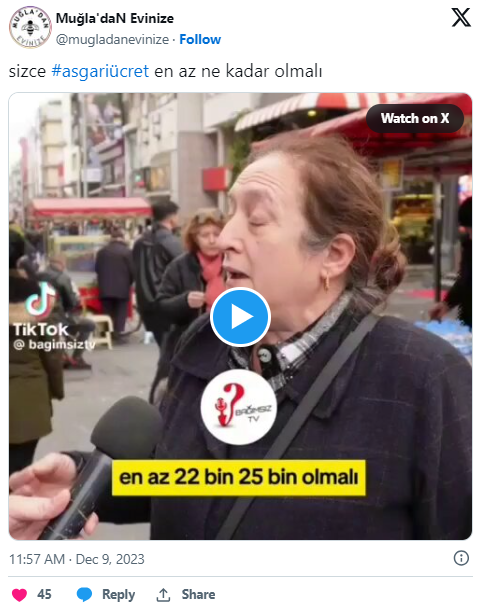 Muğla'daN Evinize
@mugladanevinize · Follow
sizce #asgariücret en az ne kadar olmalı
Watch on X
TikTok
@ bagimsiztv
BAĞIMSIZ
TV
en az 22 bin 25 bin olmalı
11:57 AM · Dec 9, 2023
45 Reply Share